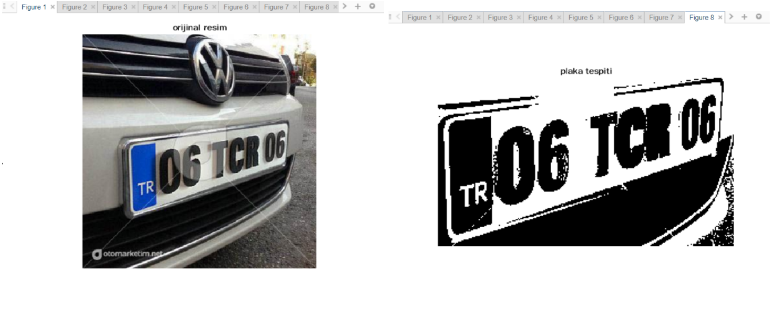 Figure 1 × Figure 2 × Figure 3 × Figure 4 × Figure 5 × Figure 6 × Figure 7 × Figure 8 ×
orijinal resim
TR 06 TCR 06
otomarketim.net
Figure 1 × Figure 2 × Figure 3 × Figure 4 × Figure 5 × Figure 6 × Figure 7 × Figure 8 ×
plaka tespiti
TR 06 TCR 06